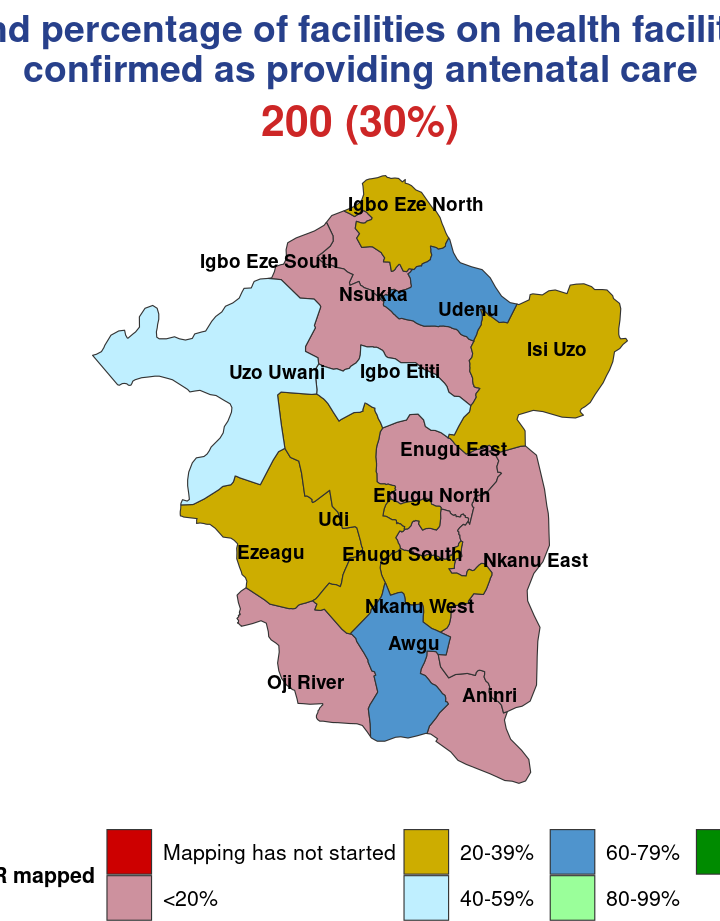 nd percentage of facilities on health facilit
confirmed as providing antenatal care
200 (30%)
Igbo Eze North
Igbo Eze South
Nsukka
Udenu
Isi Uzo
Uzo Uwani
Igbo Etiti
Enugu East
Enugu North
Udi
Ezeagu
Enugu South
Nkanu East
Nkanu West
Awgu
Oji River
Aninri
R mapped
Mapping has not started
<20%
20-39%
40-59%
60-79%
80-99%